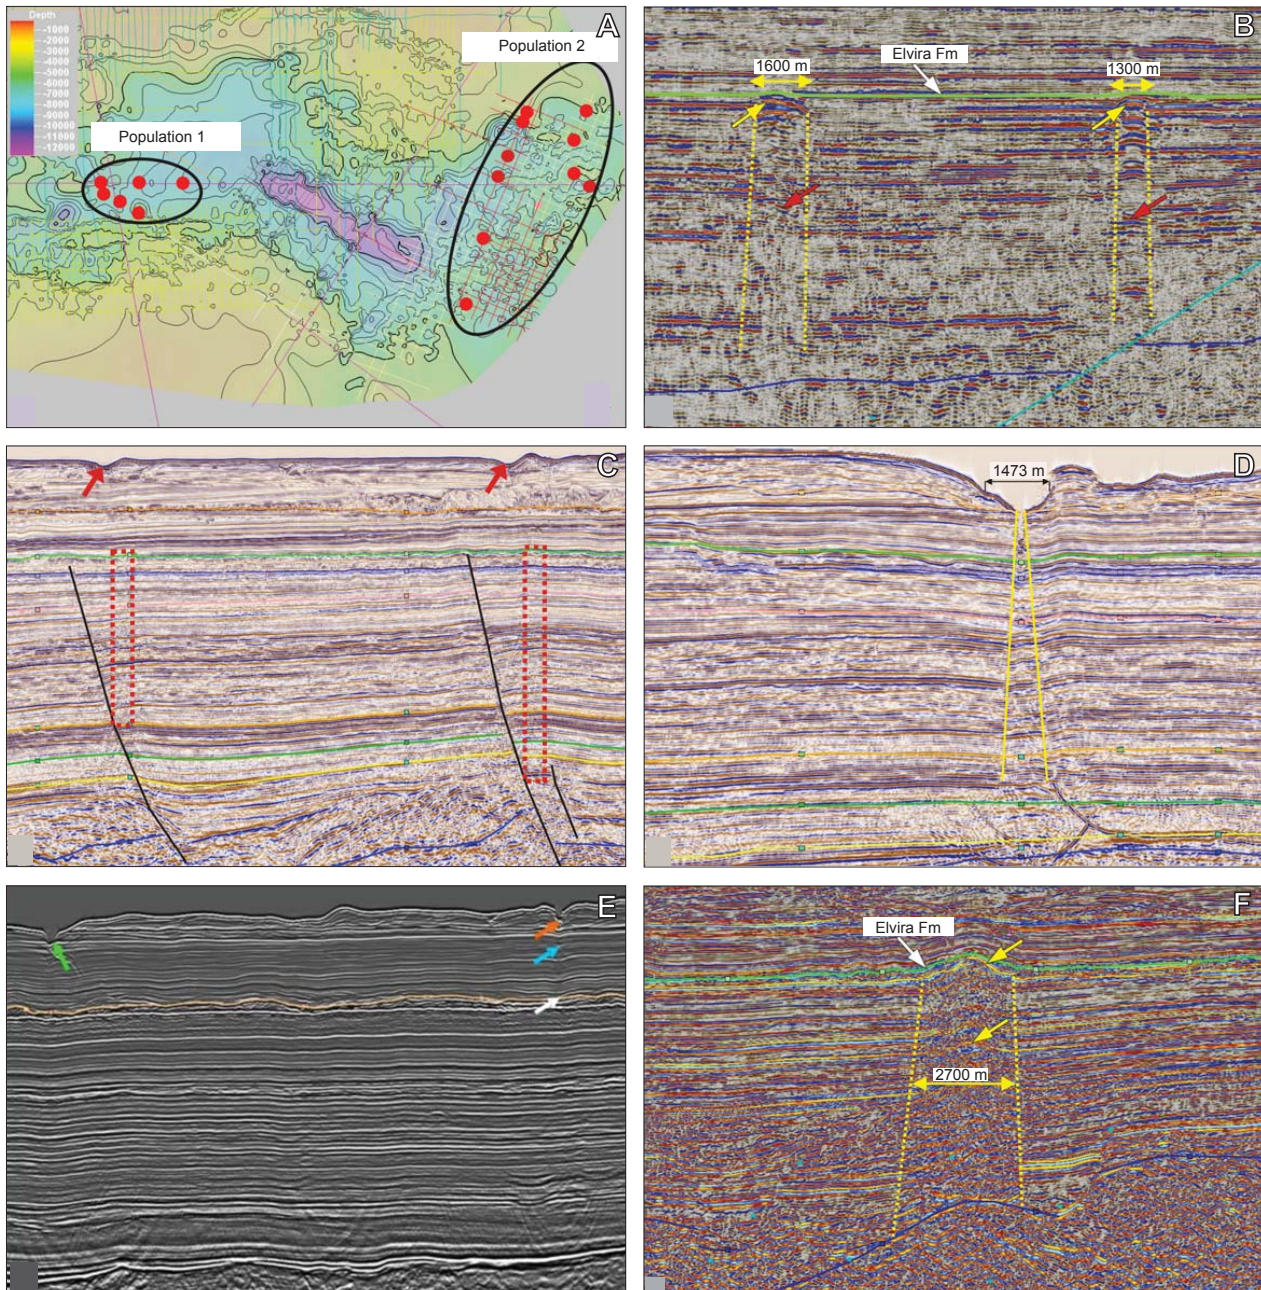 Depth
-1000
-2000
-3000
-4000
-5000
-6000
-7000
-8000
-9000
-10000
-11000
-12000
A
Population 2
Population 1
B
Elvira Fm
1600 m
1300 m
C
D
1473 m
E
F
Elvira Fm
2700 m